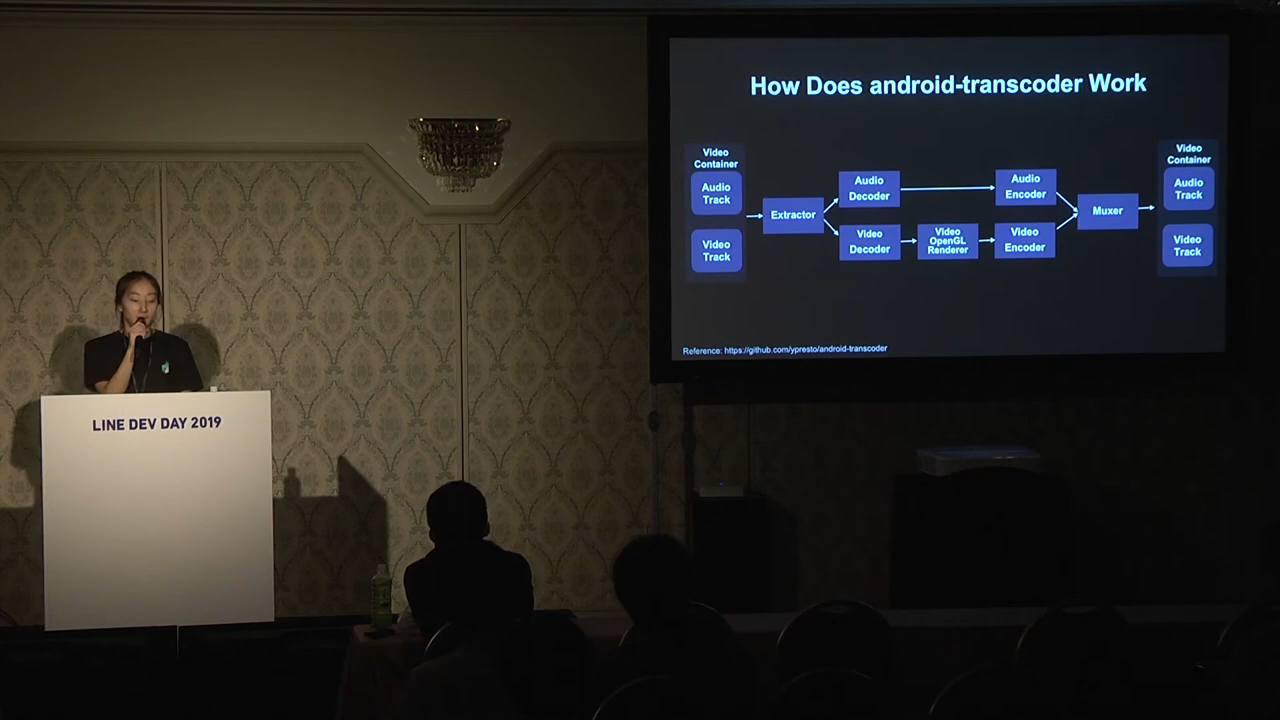 How Does android-transcoder Work
Video
Container
Audio
Track
Video
Track
Extractor
Audio
Decoder
Video
Decoder
Video
OpenGL
Renderer
Audio
Encoder
Video
Encoder
Muxer
Video
Container
Audio
Track
Video
Track
Reference: https://github.com/ypresto/android-transcoder
LINE DEV DAY 2019